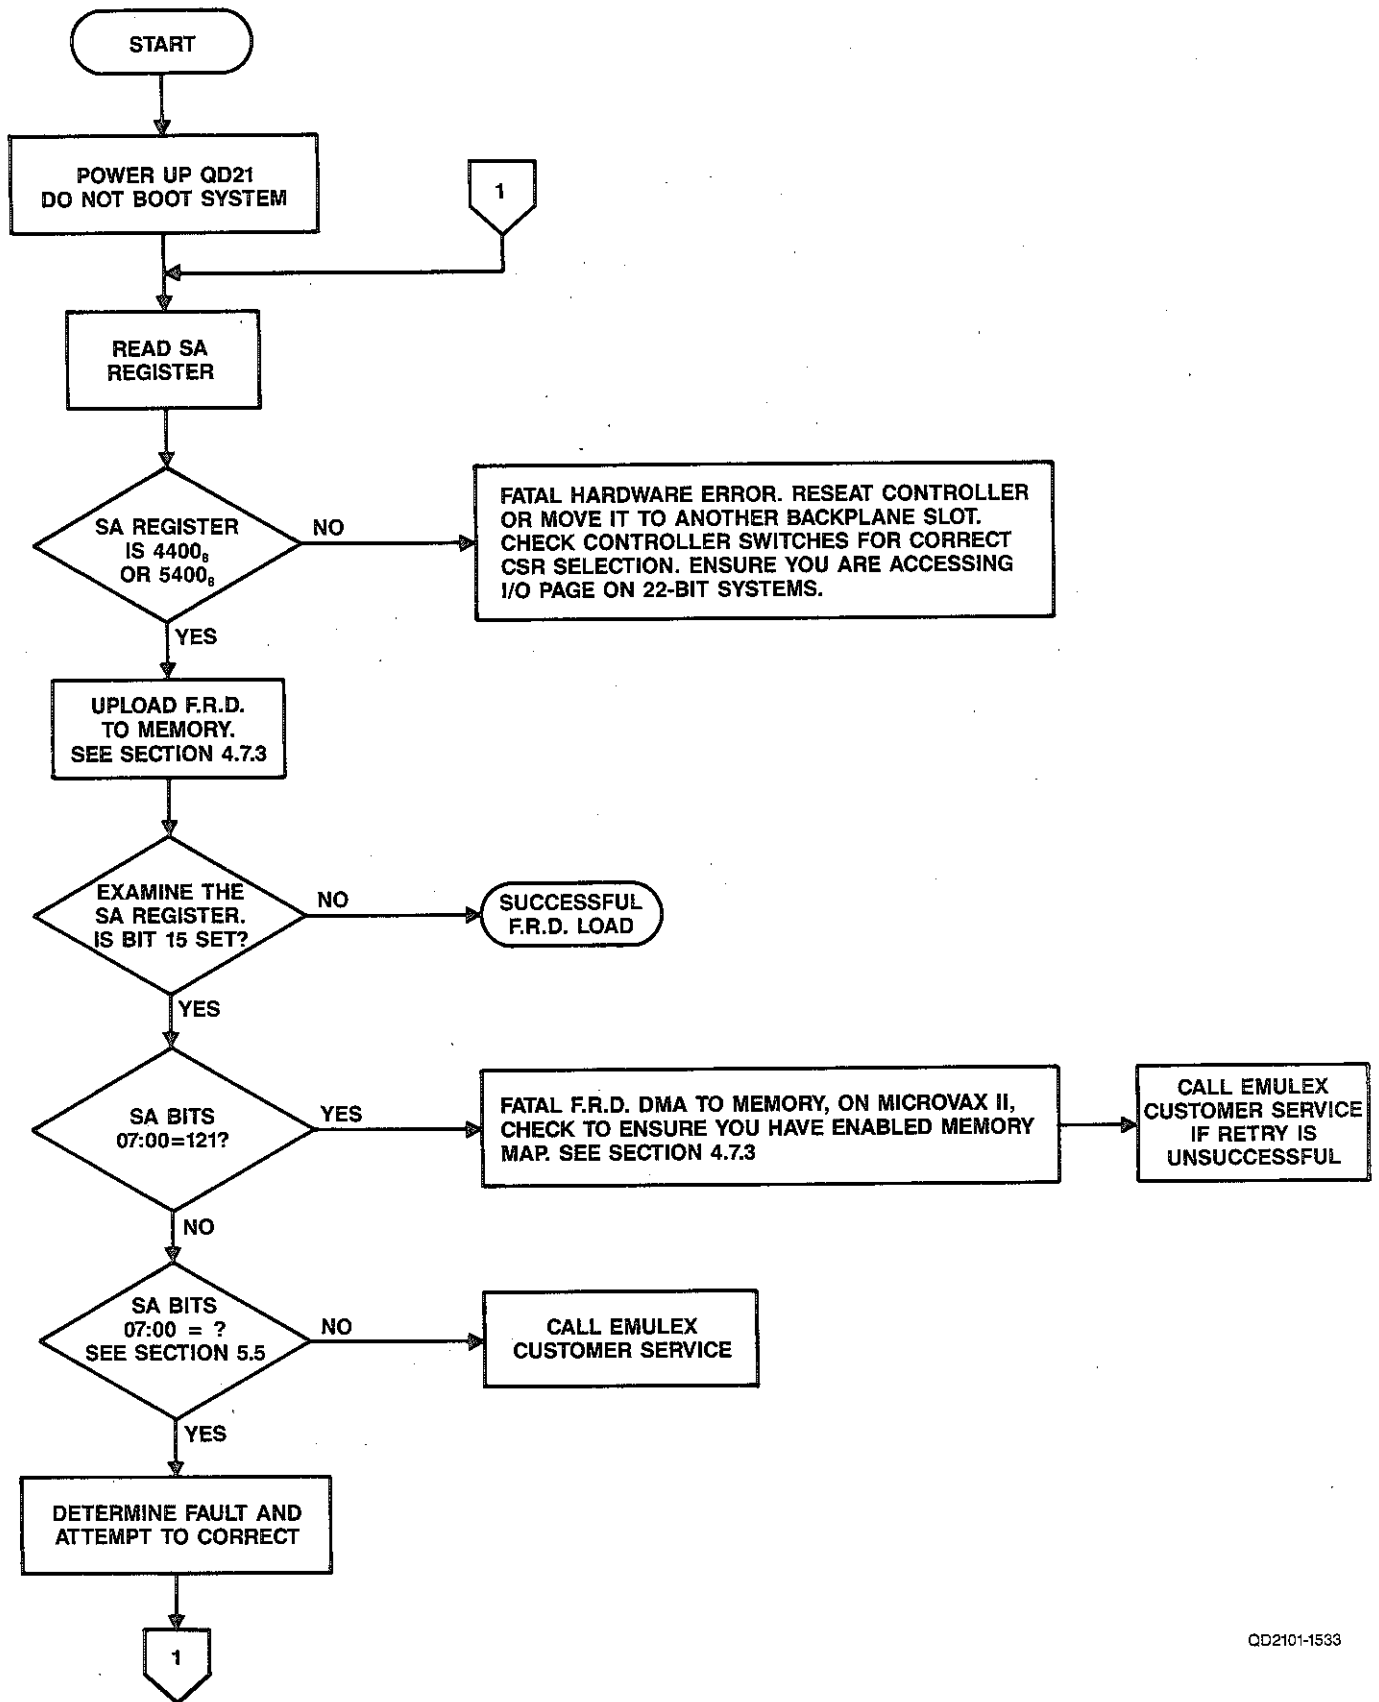 START
POWER UP QD21
DO NOT BOOT SYSTEM
1
READ SA
REGISTER
SA REGISTER
IS 4400₈
OR 5400₈
NO
FATAL HARDWARE ERROR. RESEAT CONTROLLER
OR MOVE IT TO ANOTHER BACKPLANE SLOT.
CHECK CONTROLLER SWITCHES FOR CORRECT
CSR SELECTION. ENSURE YOU ARE ACCESSING
I/O PAGE ON 22-BIT SYSTEMS.
YES
UPLOAD F.R.D.
TO MEMORY.
SEE SECTION 4.7.3
EXAMINE THE
SA REGISTER.
IS BIT 15 SET?
NO
SUCCESSFUL
F.R.D. LOAD
YES
SA BITS
07:00=121?
YES
FATAL F.R.D. DMA TO MEMORY, ON MICROVAX II,
CHECK TO ENSURE YOU HAVE ENABLED MEMORY
MAP. SEE SECTION 4.7.3
CALL EMULEX
CUSTOMER SERVICE
IF RETRY IS
UNSUCCESSFUL
NO
SA BITS
07:00 = ?
SEE SECTION 5.5
NO
CALL EMULEX
CUSTOMER SERVICE
YES
DETERMINE FAULT AND
ATTEMPT TO CORRECT
1
QD2101-1533